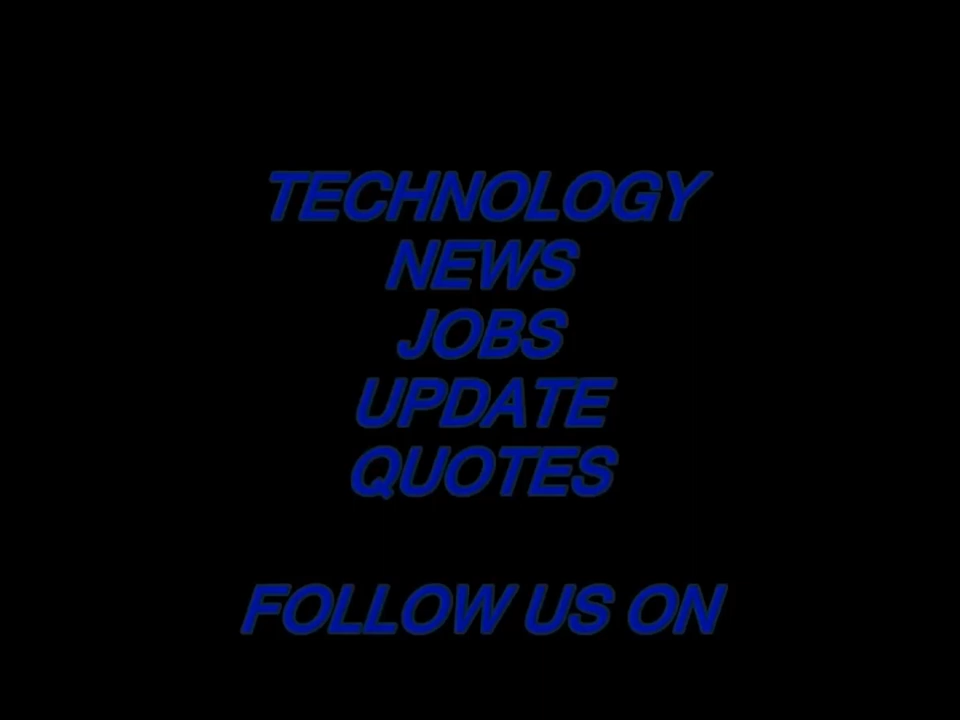 TECHNOLOGY
NEWS
JOBS
UPDATE
QUOTES
FOLLOW US ON